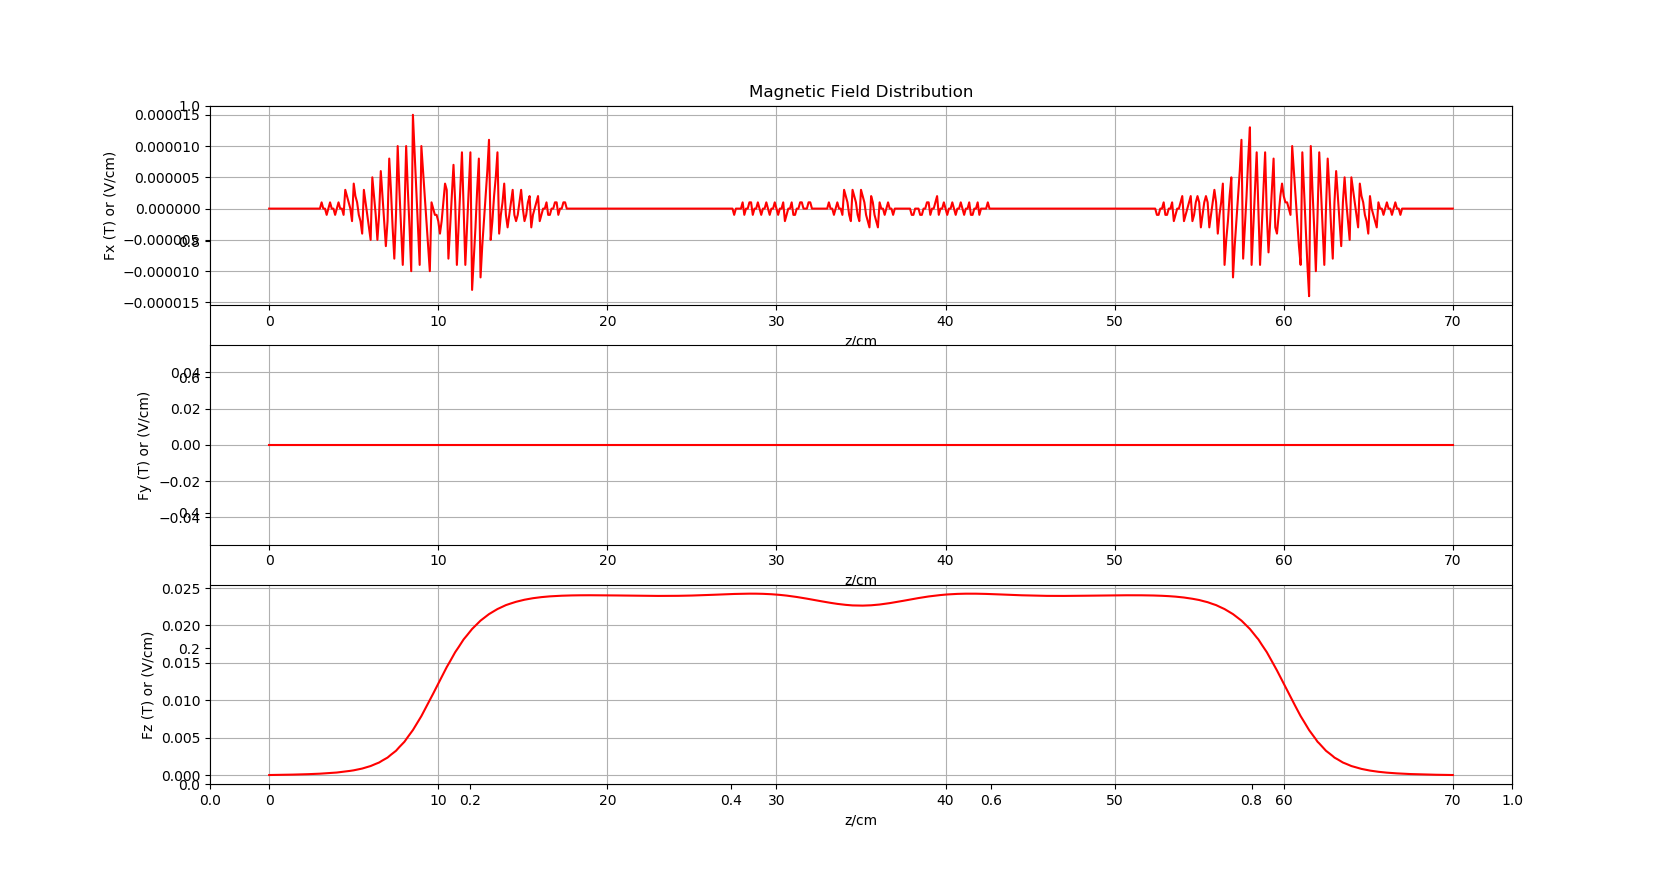 Magnetic Field Distribution
1.0
0.000015
0.000010
0.000005
0.000000
−0.000005
0.8
−0.000010
−0.000015
Fx (T) or (V/cm)
0 10 20 30 40 50 60 70
z/cm
0.04
0.6
0.02
0.00
−0.02
0.4
−0.04
Fy (T) or (V/cm)
0 10 20 30 40 50 60 70
z/cm
0.025
0.020
0.2
0.015
0.010
0.005
0.000
0.0
Fz (T) or (V/cm)
0.0 0 10 0.2 20 0.4 30 40 0.6 50 0.8 60 70 1.0
z/cm